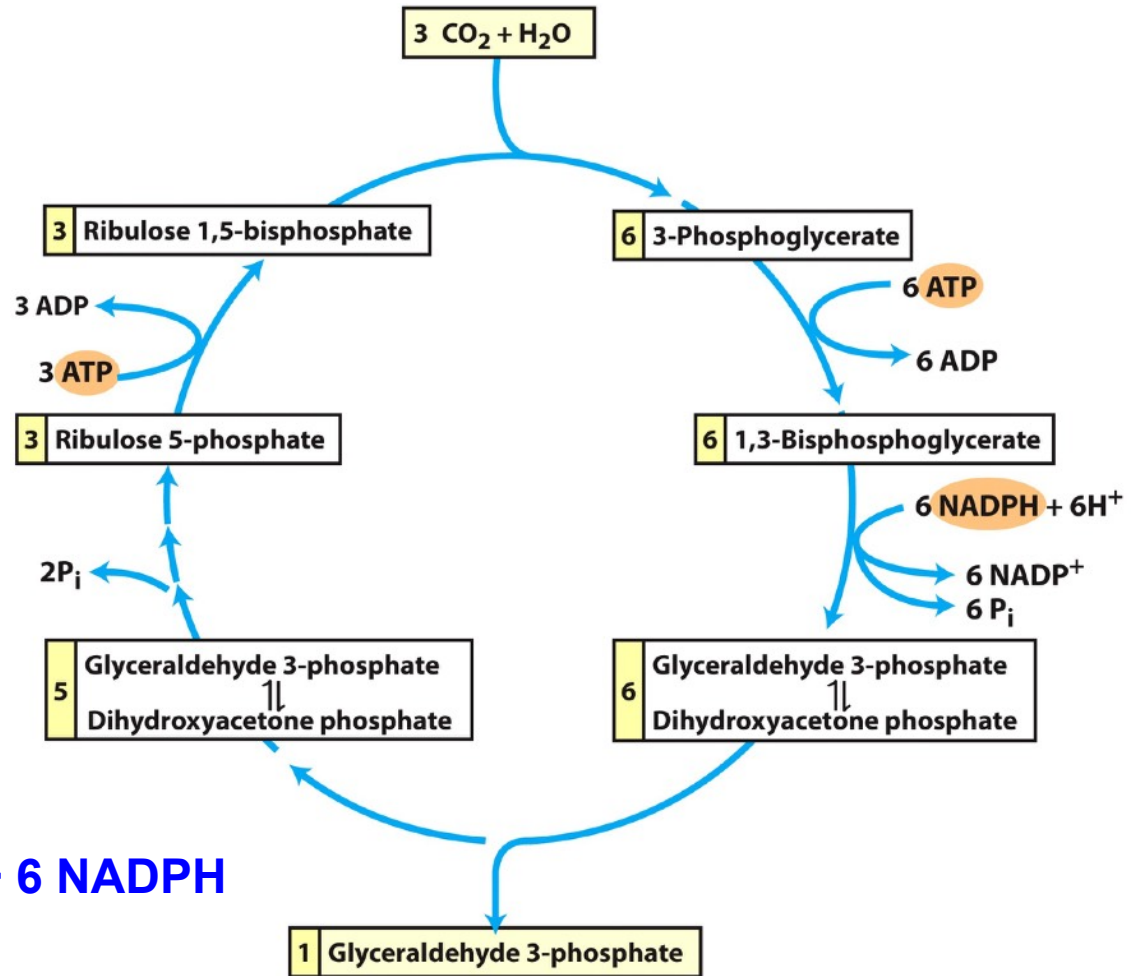 3 CO₂ + H₂O
3 Ribulose 1,5-bisphosphate
6 3-Phosphoglycerate
3 ADP
6 ATP
3 ATP
6 ADP
3 Ribulose 5-phosphate
6 1,3-Bisphosphoglycerate
6 NADPH + 6H⁺
2Pᵢ
6 NADP⁺
6 Pᵢ
5 Glyceraldehyde 3-phosphate
⥮
Dihydroxyacetone phosphate
6 Glyceraldehyde 3-phosphate
⥮
Dihydroxyacetone phosphate
6 NADPH
1 Glyceraldehyde 3-phosphate